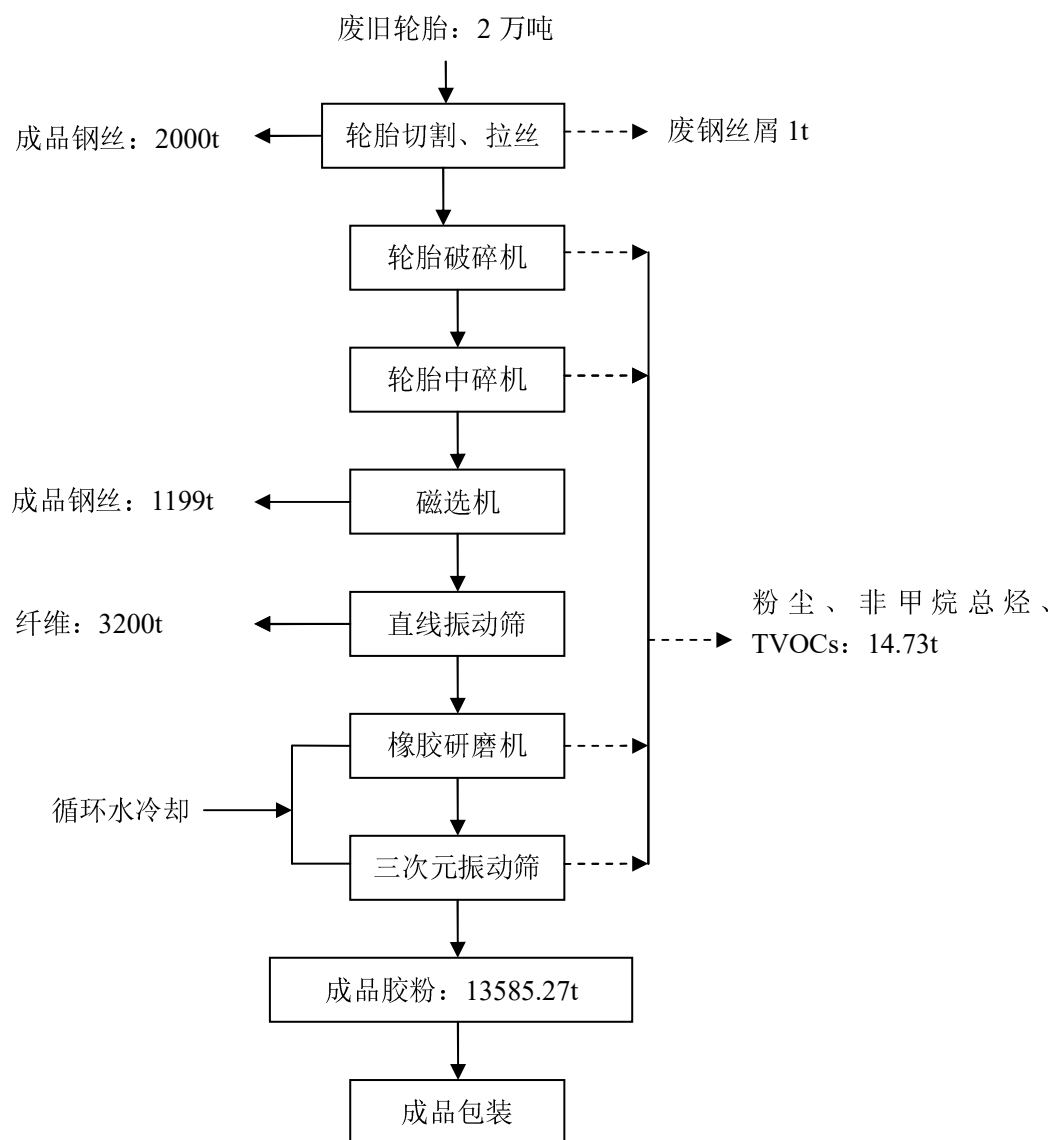 废旧轮胎：2 万吨
成品钢丝：2000t
轮胎切割、拉丝
废钢丝屑 1t
轮胎破碎机
轮胎中碎机
成品钢丝：1199t
磁选机
纤维：3200t
直线振动筛
粉尘、非甲烷总烃、
TVOCs：14.73t
橡胶研磨机
循环水冷却
三次元振动筛
成品胶粉：13585.27t
成品包装